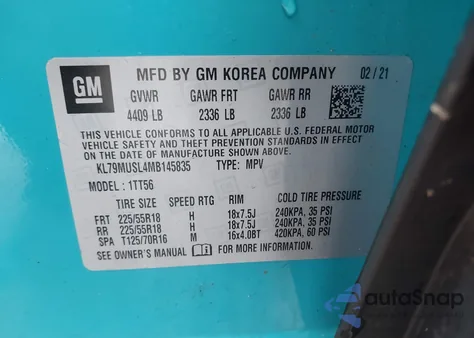 GM
MFD BY GM KOREA COMPANY 02/21
GVWR GAWR FRT GAWR RR
4409 LB 2336 LB 2336 LB
THIS VEHICLE CONFORMS TO ALL APPLICABLE U.S. FEDERAL MOTOR
VEHICLE SAFETY, BUMPER, AND THEFT PREVENTION STANDARDS
IN EFFECT ON THE DATE OF MANUFACTURE SHOWN ABOVE.
KL79MUSL4MB145835 TYPE: MPV
MODEL: 1TT56
TIRE SIZE SPEED RTG RIM COLD TIRE PRESSURE
FRT 225/55R18 H 18x7.5J 240KPA, 35 PSI
RR 225/55R18 H 18x7.5J 240KPA, 35 PSI
SPA T125/70R16 M 16x4.0BT 420KPA, 60 PSI
SEE OWNER'S MANUAL FOR MORE INFORMATION.
autoSnap